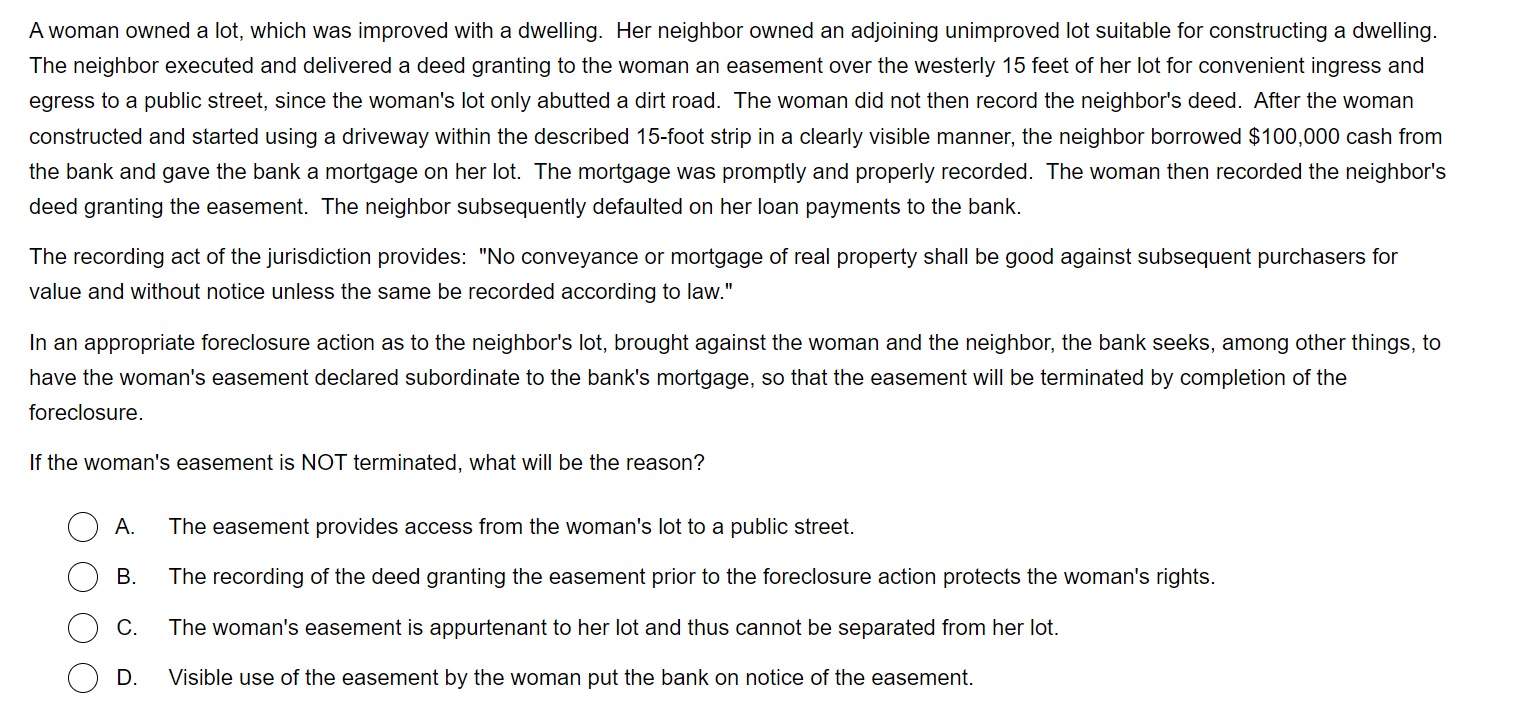 A woman owned a lot, which was improved with a dwelling.  Her neighbor owned an adjoining unimproved lot suitable for constructing a dwelling.
The neighbor executed and delivered a deed granting to the woman an easement over the westerly 15 feet of her lot for convenient ingress and
egress to a public street, since the woman's lot only abutted a dirt road.  The woman did not then record the neighbor's deed.  After the woman
constructed and started using a driveway within the described 15-foot strip in a clearly visible manner, the neighbor borrowed $100,000 cash from
the bank and gave the bank a mortgage on her lot.  The mortgage was promptly and properly recorded.  The woman then recorded the neighbor's
deed granting the easement.  The neighbor subsequently defaulted on her loan payments to the bank.
The recording act of the jurisdiction provides:  "No conveyance or mortgage of real property shall be good against subsequent purchasers for
value and without notice unless the same be recorded according to law."
In an appropriate foreclosure action as to the neighbor's lot, brought against the woman and the neighbor, the bank seeks, among other things, to
have the woman's easement declared subordinate to the bank's mortgage, so that the easement will be terminated by completion of the
foreclosure.
If the woman's easement is NOT terminated, what will be the reason?
A. The easement provides access from the woman's lot to a public street.
B. The recording of the deed granting the easement prior to the foreclosure action protects the woman's rights.
C. The woman's easement is appurtenant to her lot and thus cannot be separated from her lot.
D. Visible use of the easement by the woman put the bank on notice of the easement.